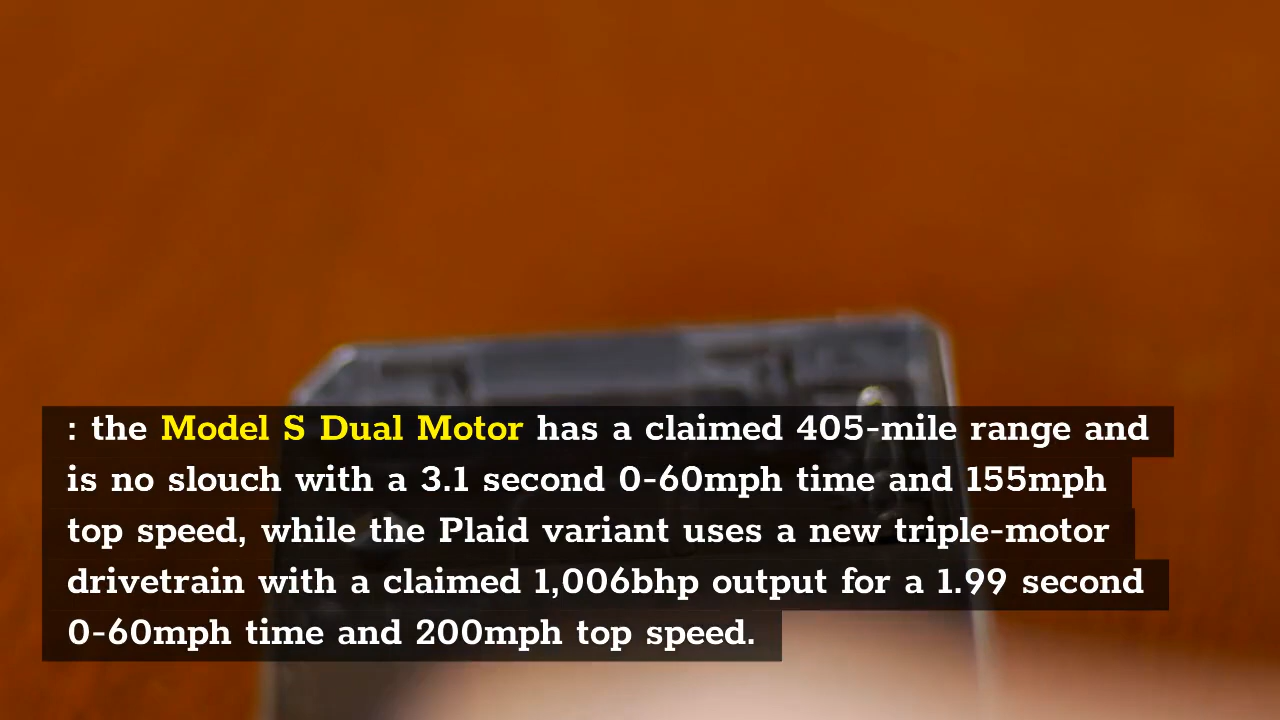 : the Model S Dual Motor has a claimed 405-mile range and
is no slouch with a 3.1 second 0-60mph time and 155mph
top speed, while the Plaid variant uses a new triple-motor
drivetrain with a claimed 1,006bhp output for a 1.99 second
0-60mph time and 200mph top speed.